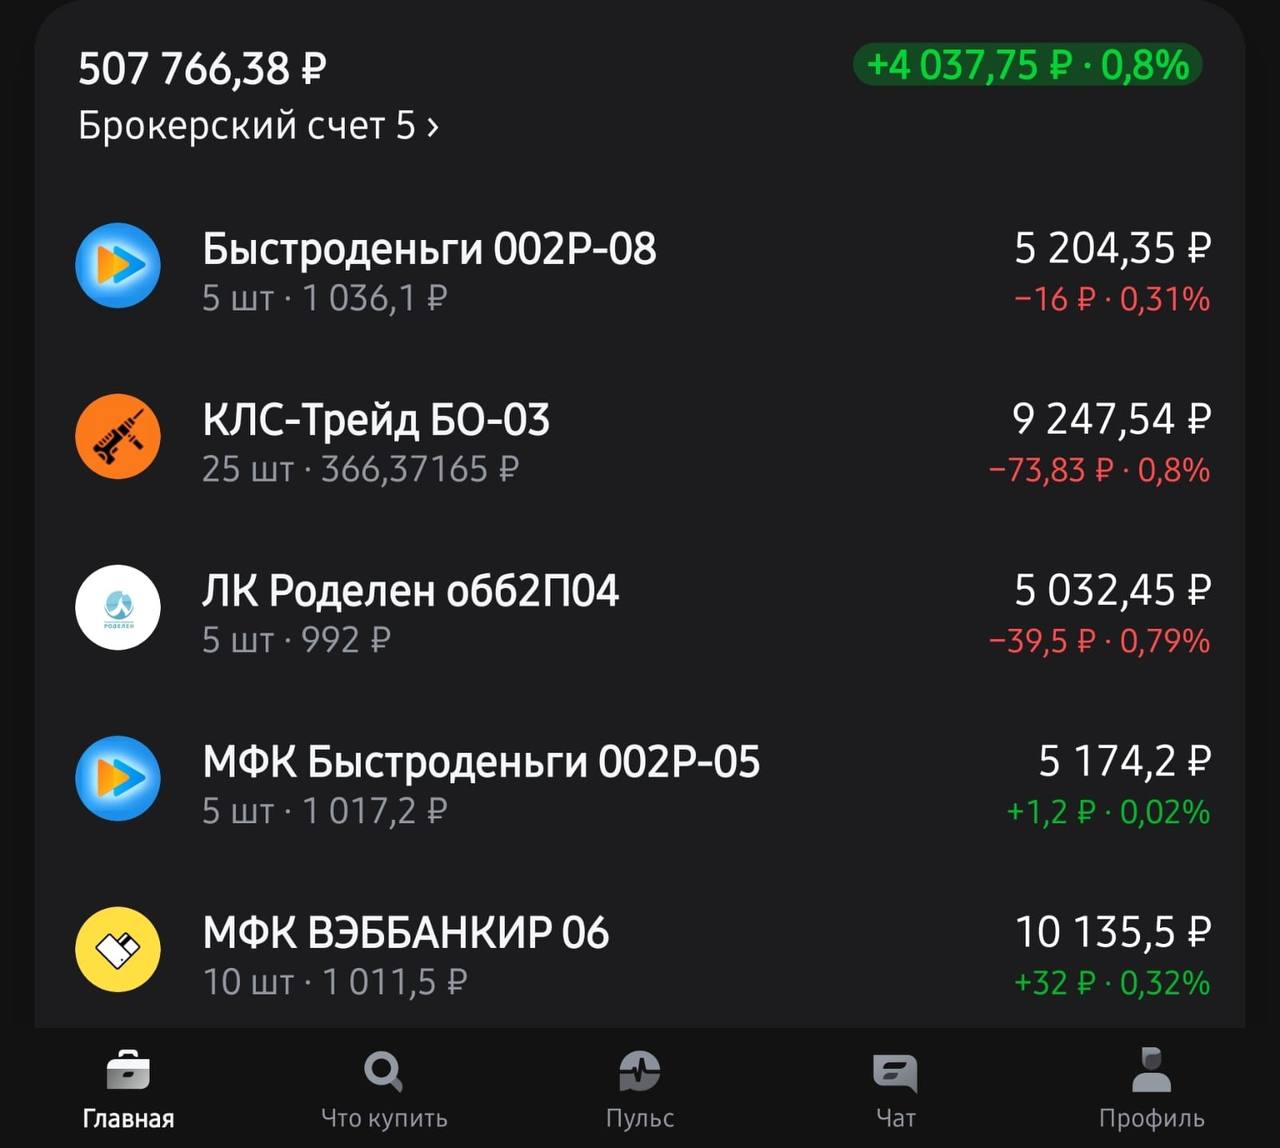 507 766,38 ₽
+4 037,75 ₽ · 0,8%
Брокерский счет 5 ›
Быстроденьги 002P-08
5 204,35 ₽
5 шт · 1 036,1 ₽
−16 ₽ · 0,31%
КЛС-Трейд БО-03
9 247,54 ₽
25 шт · 366,37165 ₽
−73,83 ₽ · 0,8%
ЛК Роделен обб2П04
5 032,45 ₽
5 шт · 992 ₽
−39,5 ₽ · 0,79%
РОДЕЛЕН
МФК Быстроденьги 002P-05
5 174,2 ₽
5 шт · 1 017,2 ₽
+1,2 ₽ · 0,02%
МФК ВЭББАНКИР 06
10 135,5 ₽
10 шт · 1 011,5 ₽
+32 ₽ · 0,32%
Главная
Что купить
Пульс
Чат
Профиль